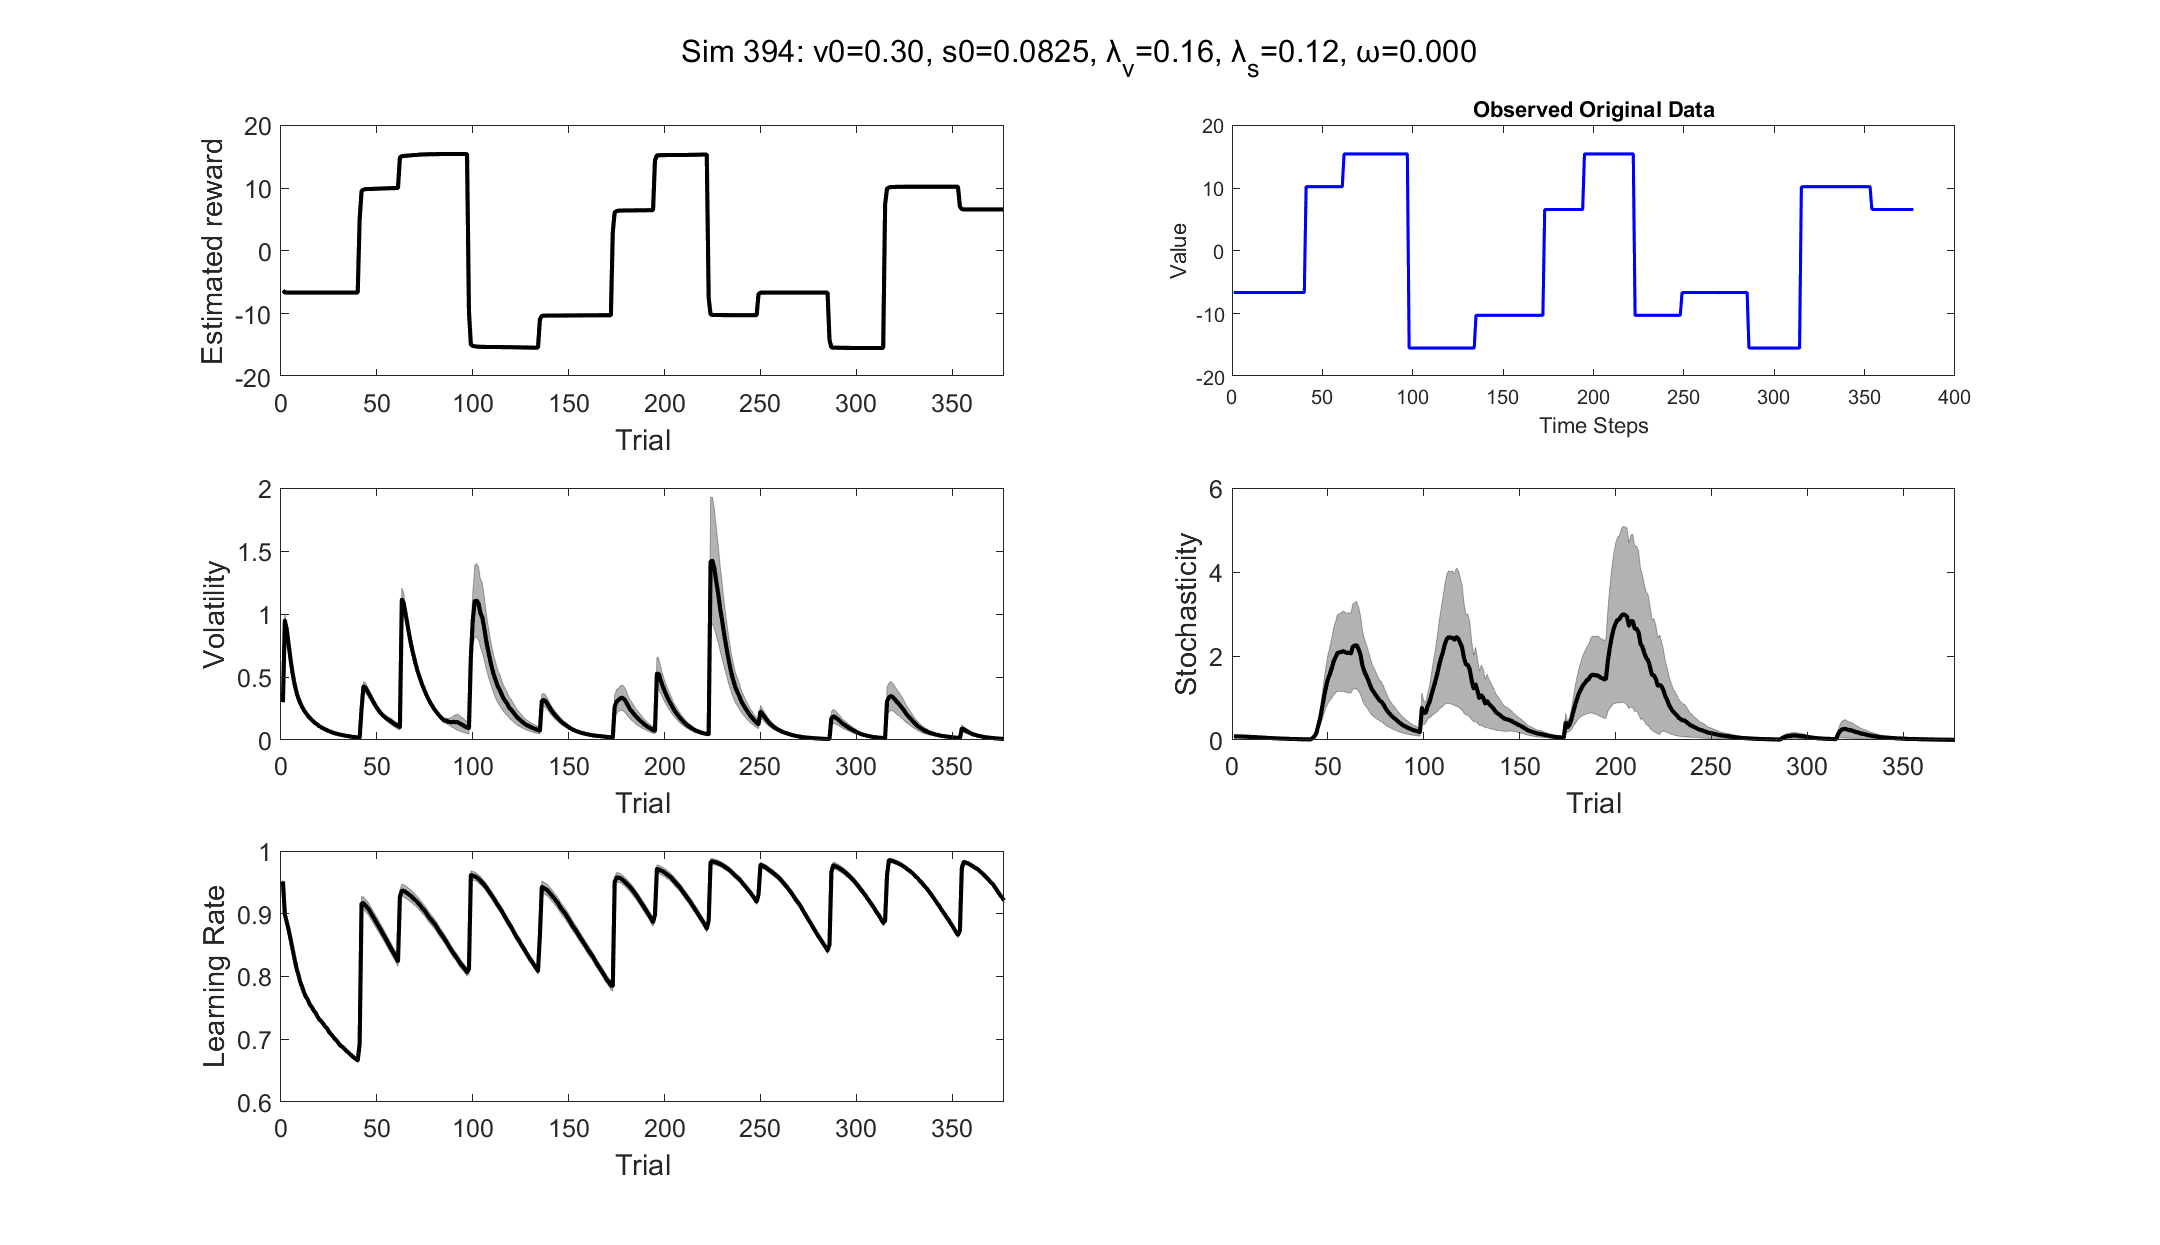 Sim 394: v0=0.30, s0=0.0825, λv=0.16, λs=0.12, ω=0.000
20
10
0
-10
-20
Estimated reward
0 50 100 150 200 250 300 350
Trial
Observed Original Data
20
10
0
-10
-20
Value
0 50 100 150 200 250 300 350 400
Time Steps
2
1.5
1
0.5
0
Volatility
0 50 100 150 200 250 300 350
Trial
6
4
2
0
Stochasticity
0 50 100 150 200 250 300 350
Trial
1
0.9
0.8
0.7
0.6
Learning Rate
0 50 100 150 200 250 300 350
Trial